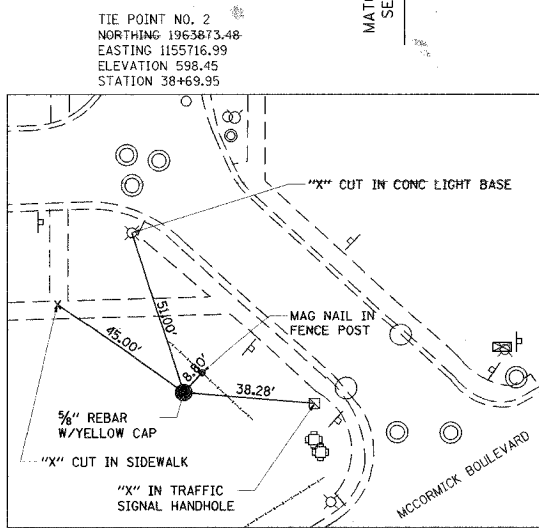 TIE POINT NO. 2
NORTHING 1963873.48
EASTING 1155716.99
ELEVATION 598.45
STATION 38+69.95
"X" CUT IN CONC LIGHT BASE
51.00'
MAG NAIL IN
FENCE POST
45.00'
8.80'
38.28'
5/8" REBAR
W/YELLOW CAP
"X" CUT IN SIDEWALK
"X" IN TRAFFIC
SIGNAL HANDHOLE
MCCORMICK BOULEVARD